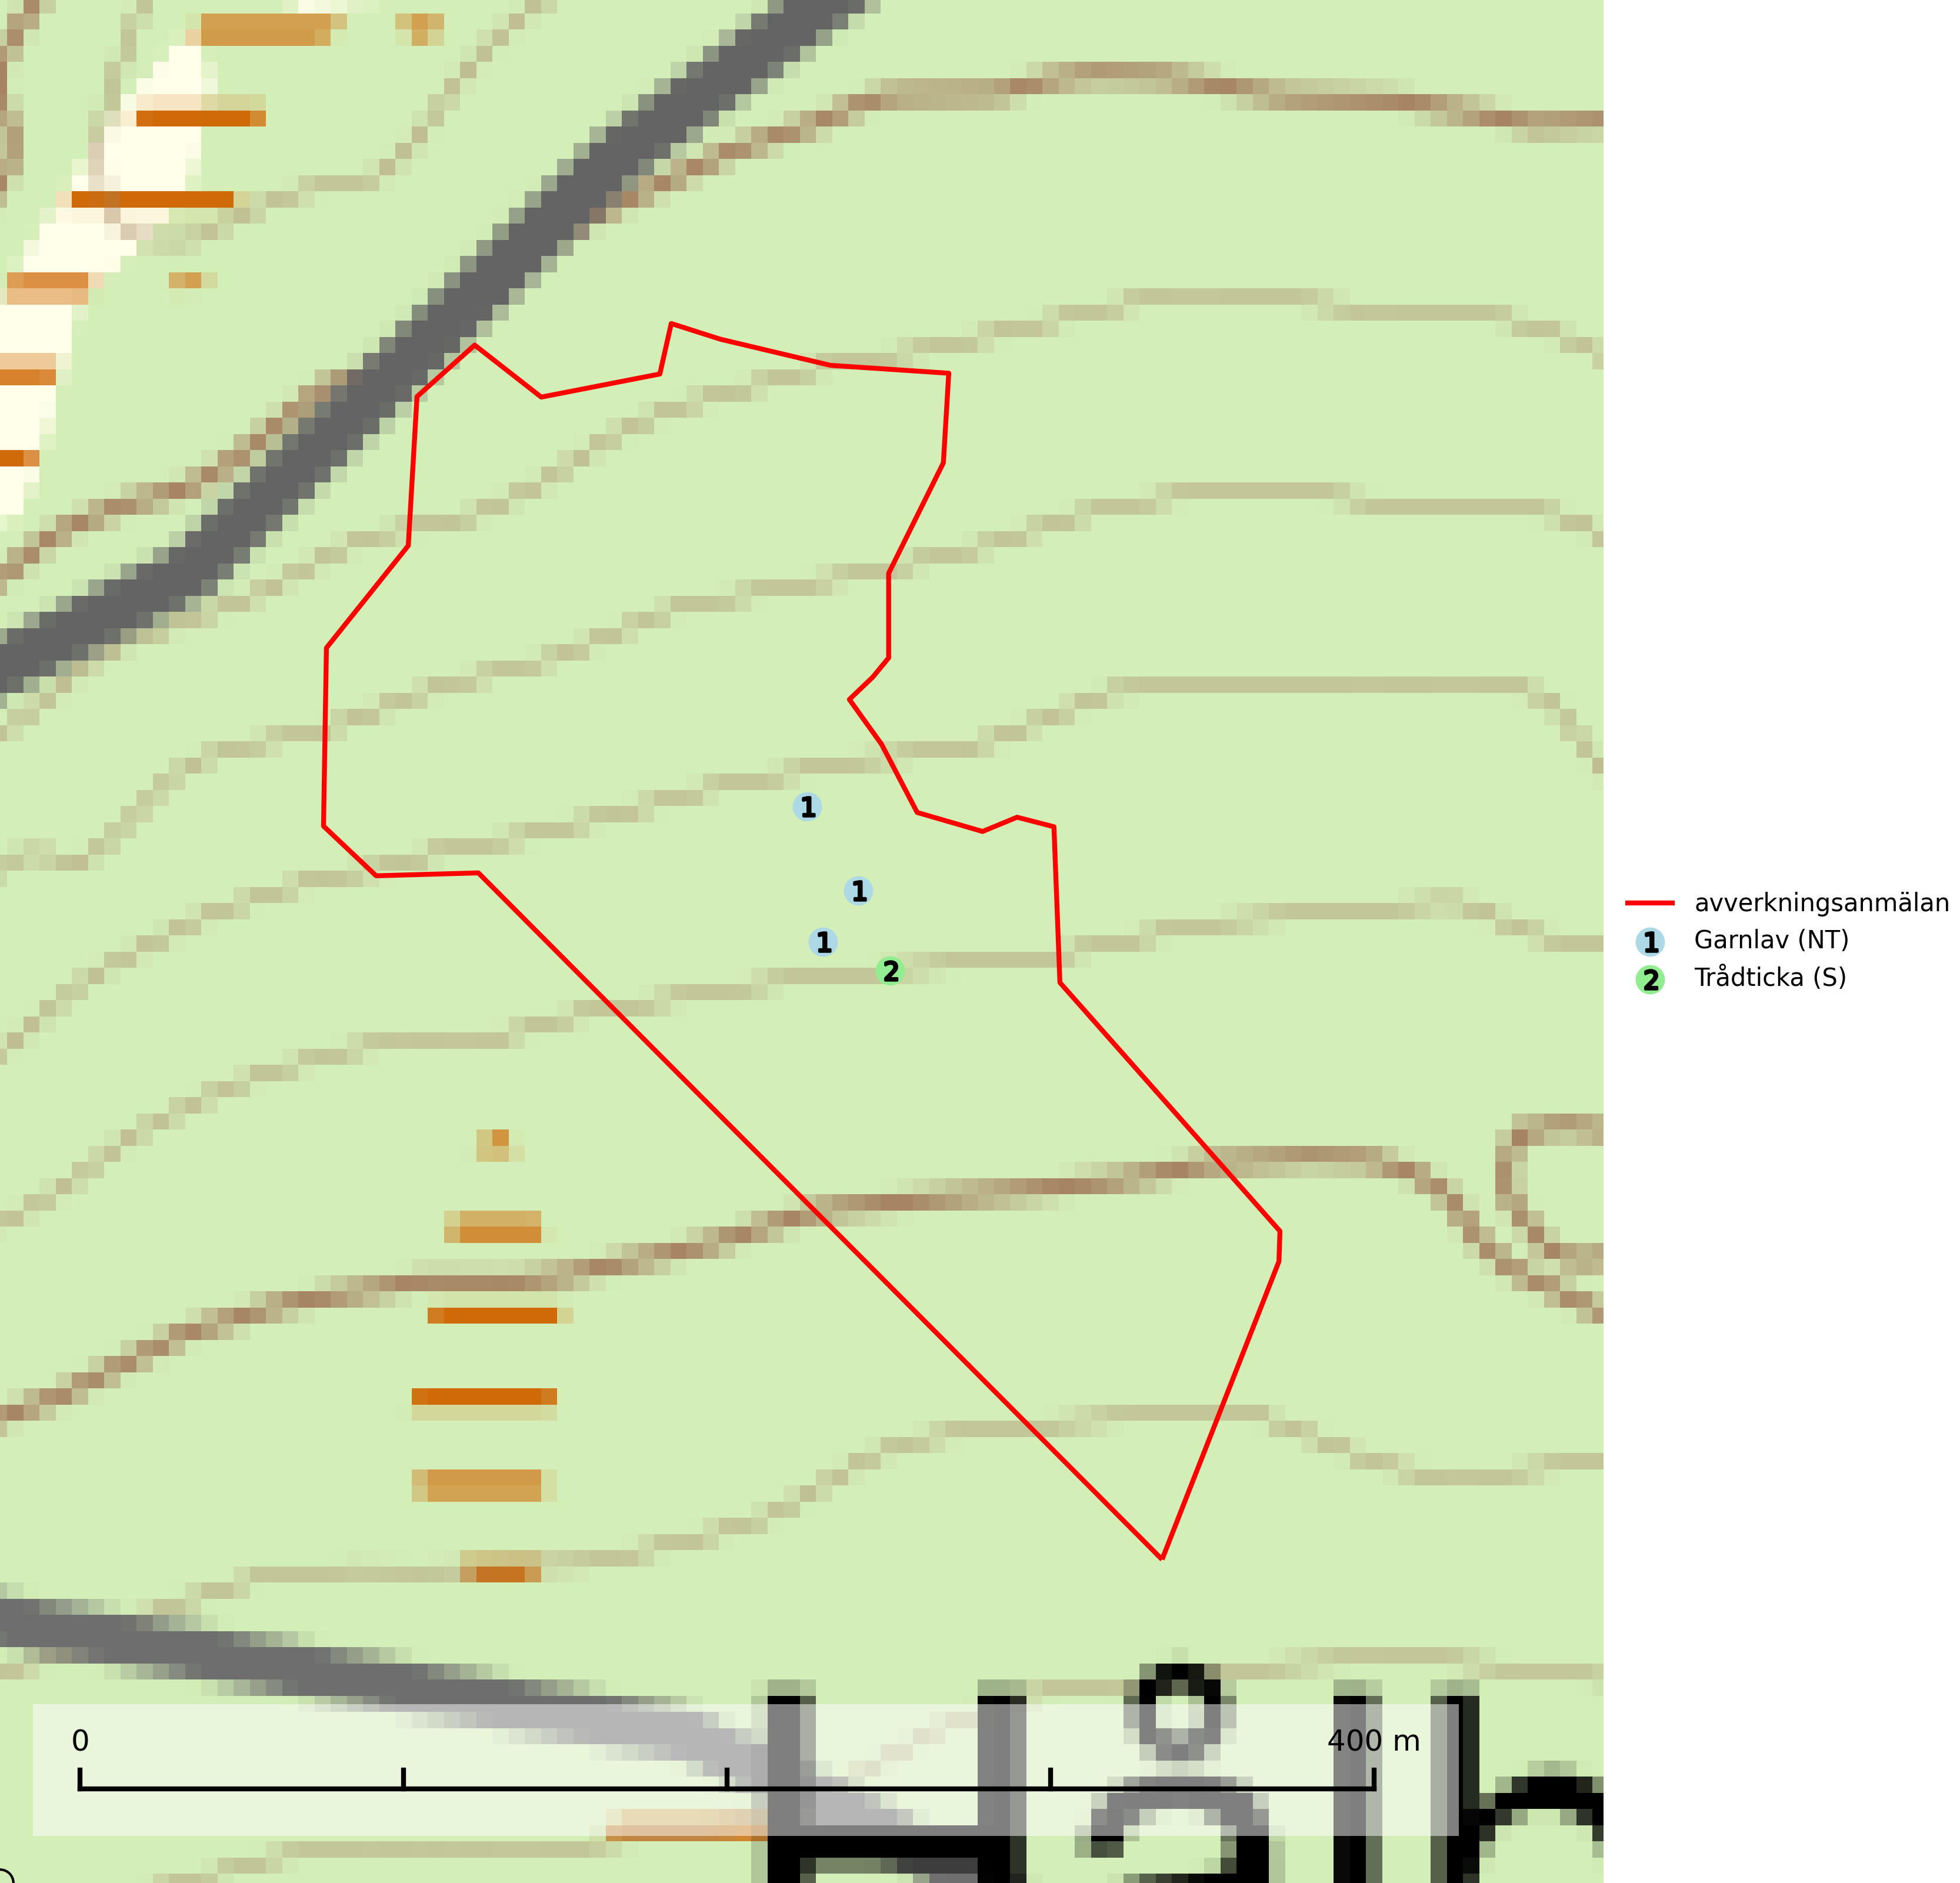 1
1
1
2
avverkningsanmälan
1 Garnlav (NT)
2 Trådticka (S)
0 400 m